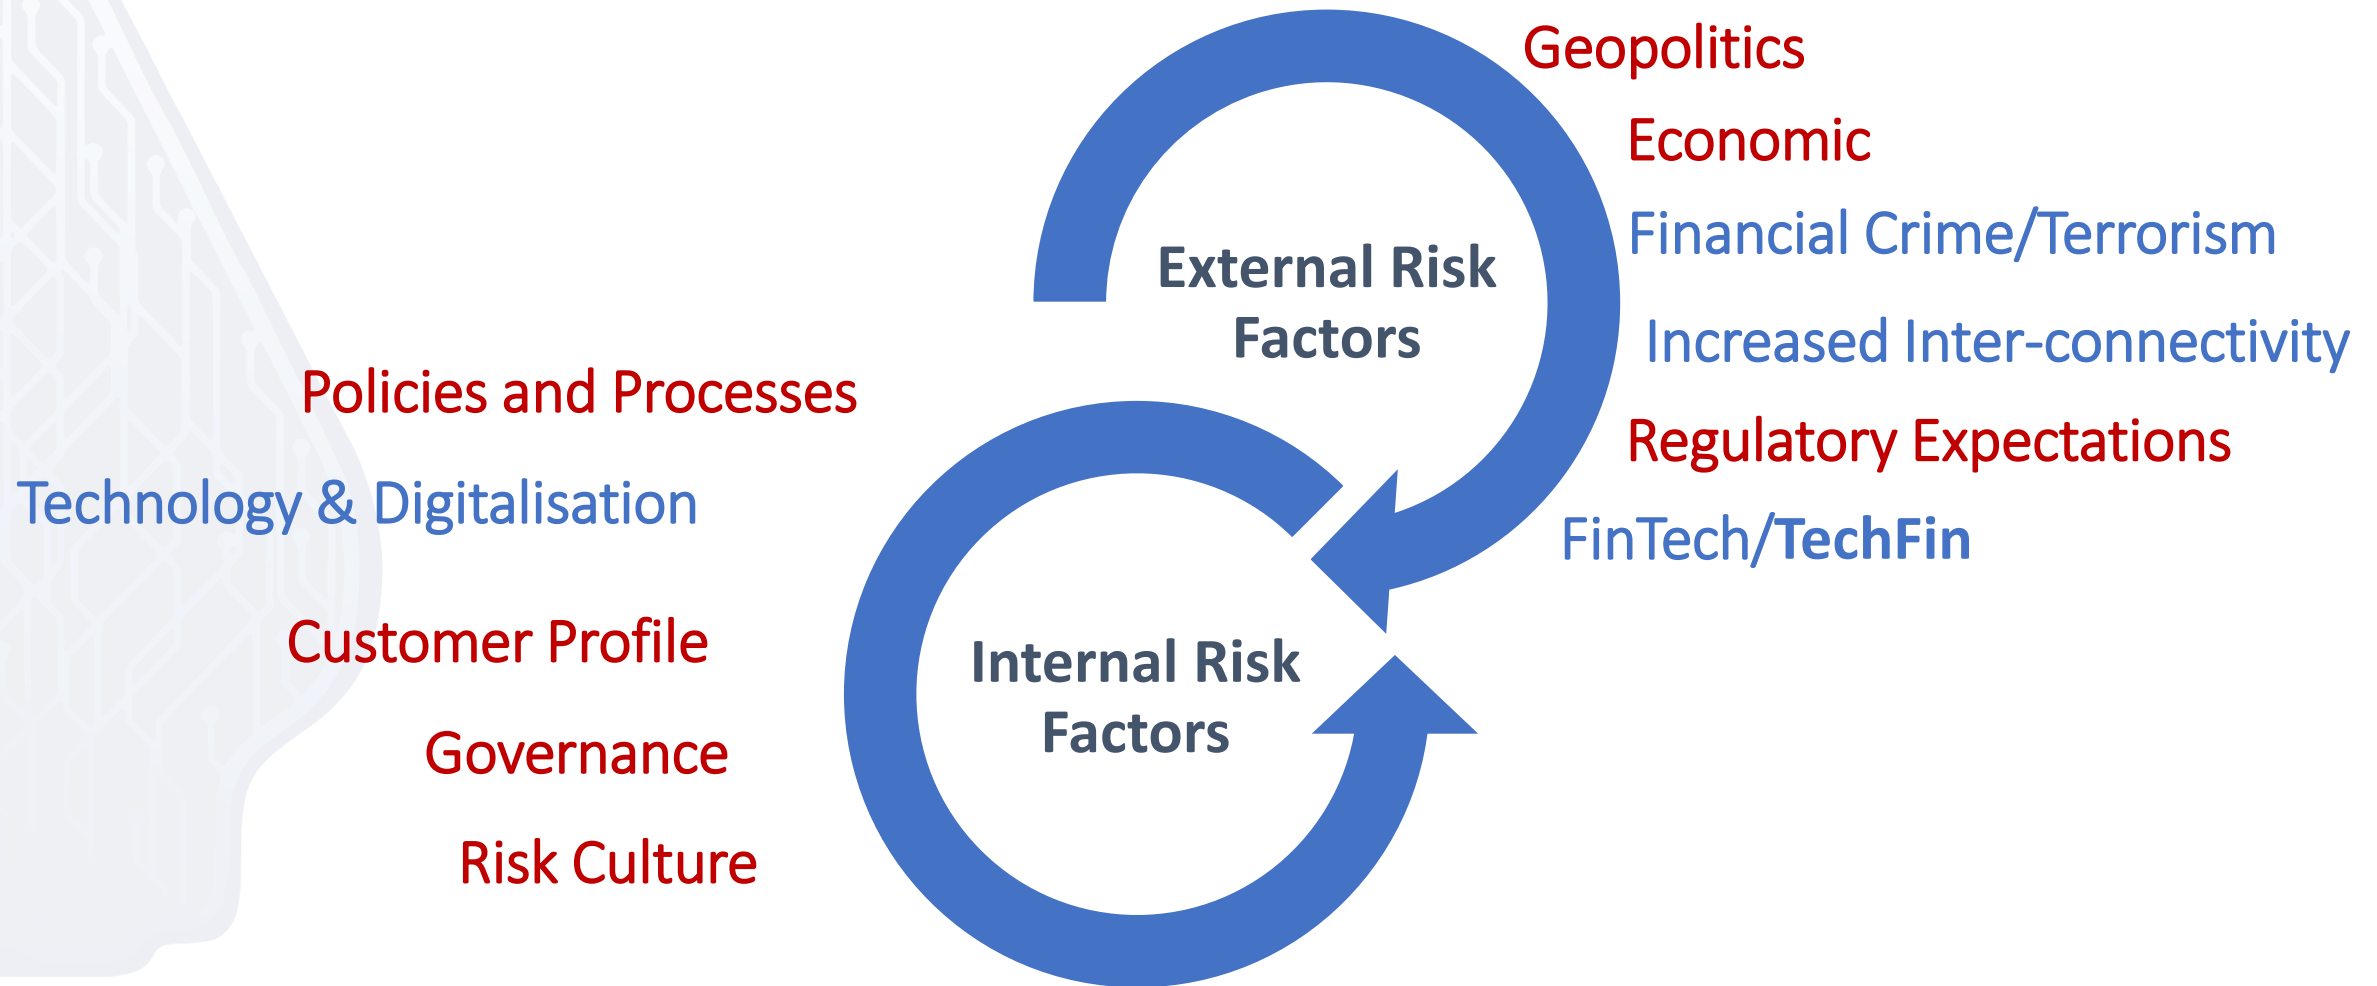 Geopolitics
Economic
Financial Crime/Terrorism
External Risk
Factors
Increased Inter-connectivity
Regulatory Expectations
FinTech/TechFin
Policies and Processes
Technology & Digitalisation
Customer Profile
Internal Risk
Factors
Governance
Risk Culture